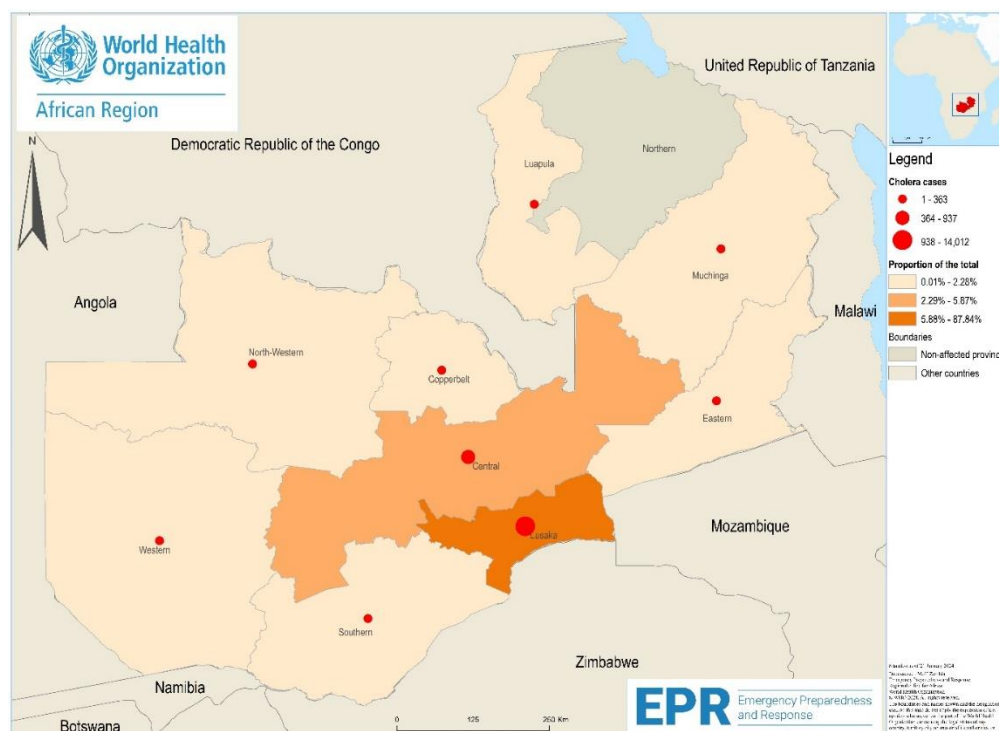 World Health
Organization
African Region
N
United Republic of Tanzania
Democratic Republic of the Congo
Northern
Luapula
Muchinga
Angola
Malawi
North-Western
Copperbelt
Eastern
Central
Lusaka
Mozambique
Western
Southern
Zimbabwe
Namibia
Botswana
0 125 250 Km
EPR Emergency Preparedness
and Response
Legend
Cholera cases
1 - 363
364 - 937
938 - 14,012
Proportion of the total
0.01% - 2.28%
2.29% - 5.87%
5.88% - 87.84%
Boundaries
Non-affected provinc
Other countries